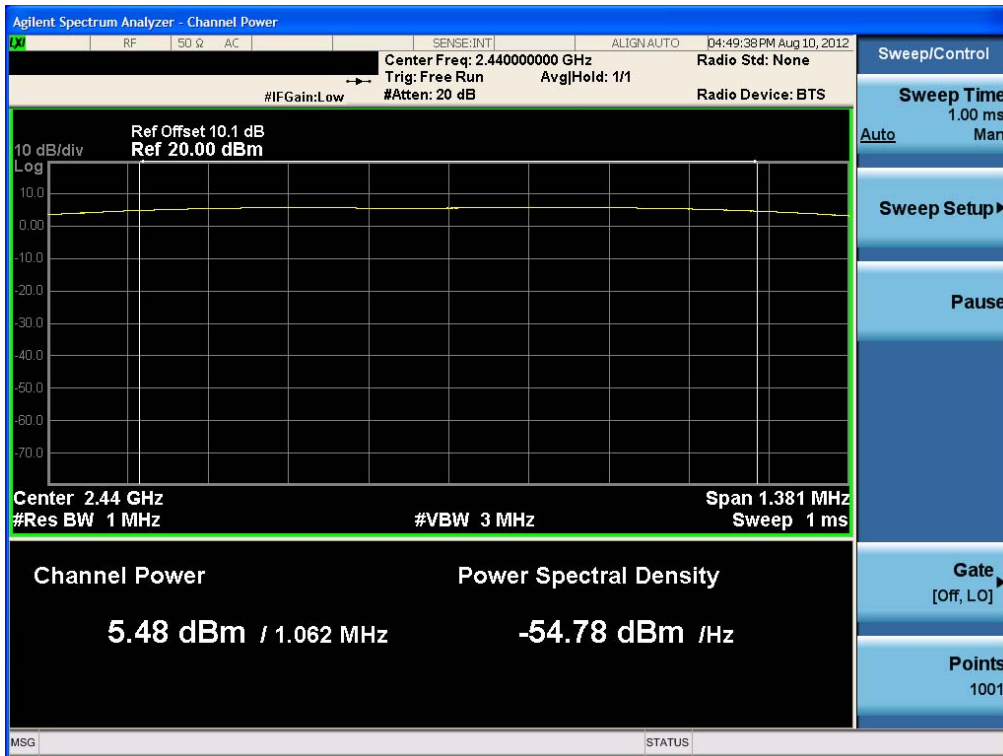 Agilent Spectrum Analyzer - Channel Power
LXI RF 50 Ω AC SENSE:INT ALIGN AUTO 04:49:38 PM Aug 10, 2012
Center Freq: 2.440000000 GHz Radio Std: None
Trig: Free Run Avg|Hold: 1/1
#IFGain:Low #Atten: 20 dB Radio Device: BTS
Ref Offset 10.1 dB
10 dB/div Ref 20.00 dBm
Log
10.0
0.00
-10.0
-20.0
-30.0
-40.0
-50.0
-60.0
-70.0
Center 2.44 GHz Span 1.381 MHz
#Res BW 1 MHz #VBW 3 MHz Sweep 1 ms
Channel Power Power Spectral Density
5.48 dBm / 1.062 MHz -54.78 dBm /Hz
MSG STATUS
Sweep/Control
Sweep Time
1.00 ms
Auto Man
Sweep Setup
Pause
Gate
[Off, LO]
Points
1001